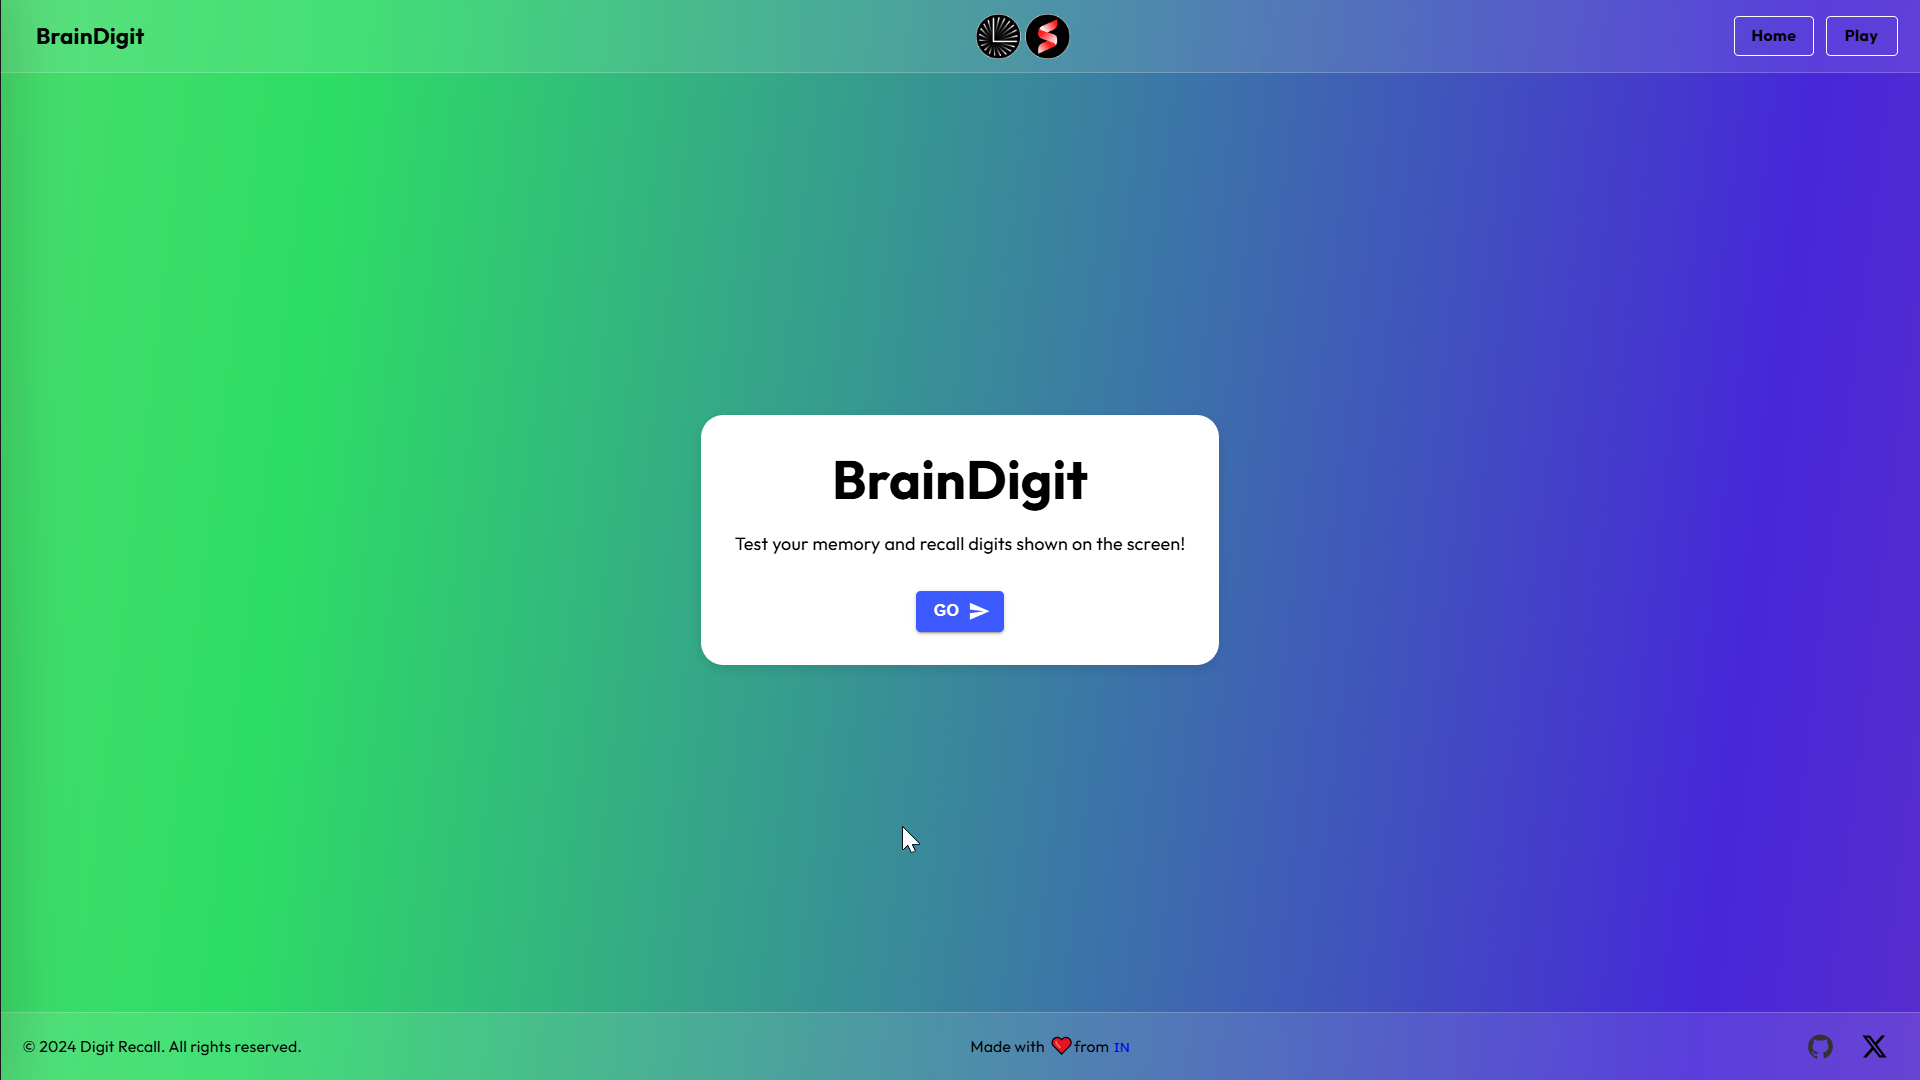 BrainDigit
Home
Play
BrainDigit
Test your memory and recall digits shown on the screen!
GO
© 2024 Digit Recall. All rights reserved.
Made with ❤️from IN